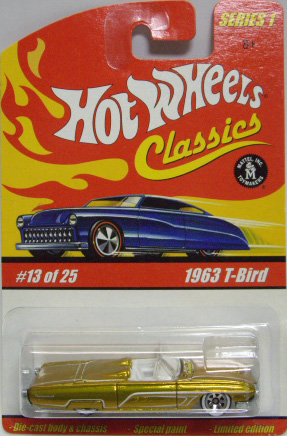 SERIES 1
HOT WHEELS
Classics
MATTEL, INC.
M
TOYMAKERS
#13 of 25
1963 T-Bird
Die-cast body & chassis • Special paint • Limited edition